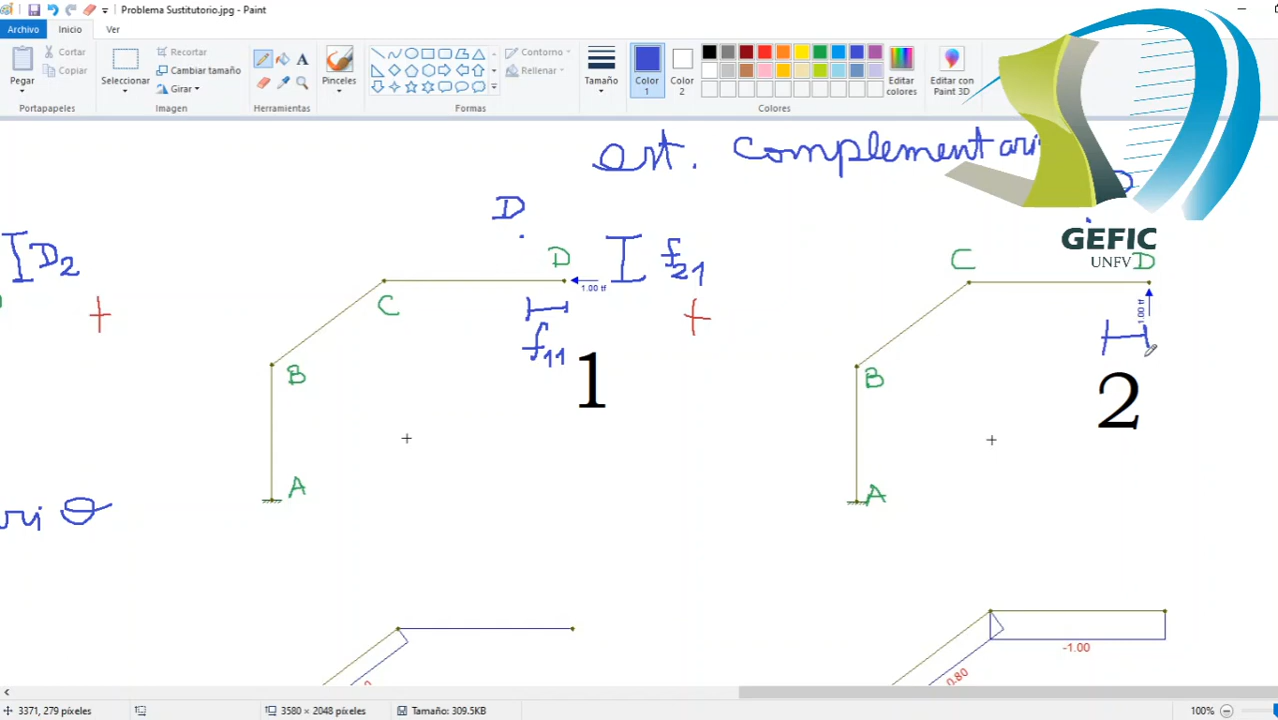 Problema Sustitutorio.jpg - Paint
Archivo Inicio Ver
Pegar
Cortar
Copiar
Portapapeles
Seleccionar
Recortar
Cambiar tamaño
Girar
Imagen
A
Herramientas
Pinceles
Contorno
Rellenar
Formas
Tamaño
Color 1
Color 2
Editar colores
Colores
Editar con Paint 3D
est. complementari
GEFIC
UNFV
D.
D2
+
D
1.00 tf
f21
+
C
f11
1
B
A
C
D
1.00 tf
B
2
A
-1.00
0.80
3371, 279 píxeles
3580 × 2048 píxeles
Tamaño: 309.5KB
100%